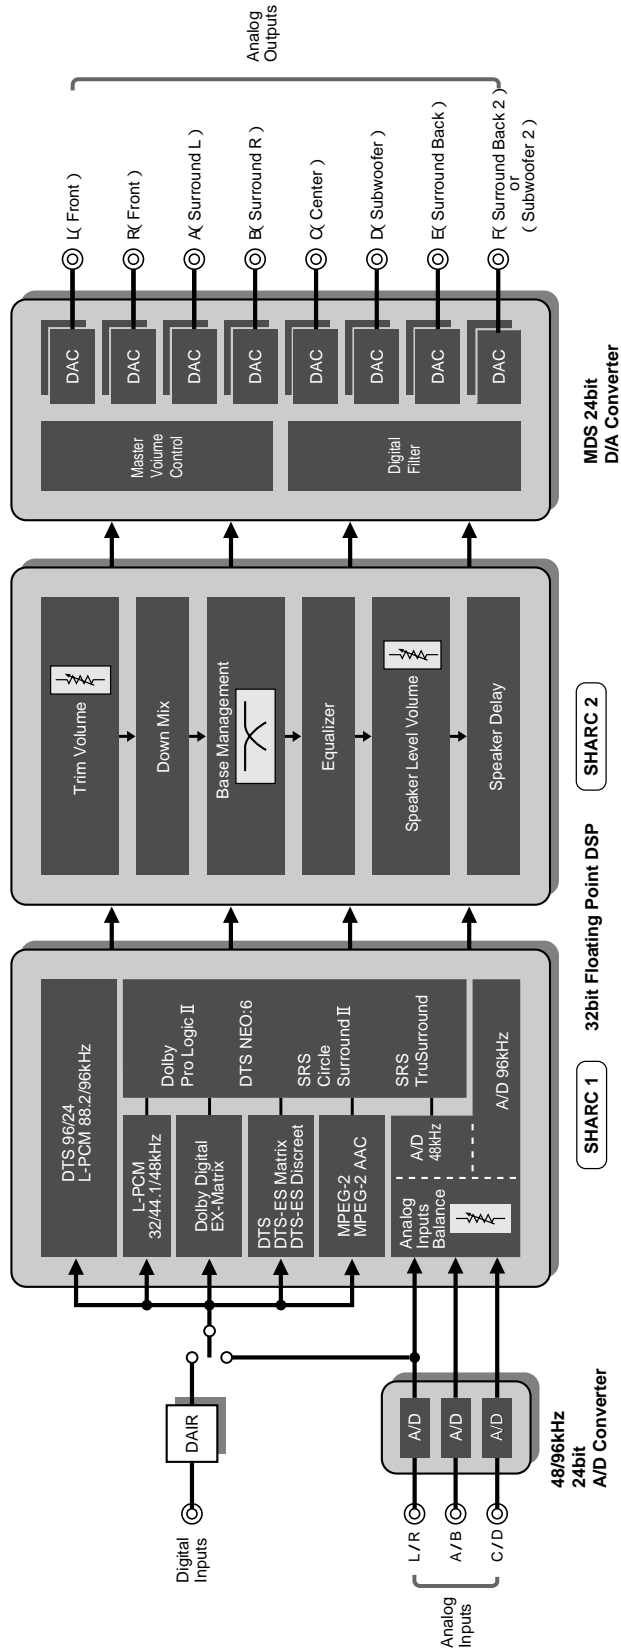 Digital
Inputs
DAIR
Analog
Inputs
L/R
A/B
C/D
A/D
A/D
A/D
48/96kHz
24bit
A/D Converter
DTS 96/24
L-PCM 88.2/96kHz
L-PCM
32/44.1/48kHz
Dolby Digital
EX-Matrix
DTS
DTS-ES Matrix
DTS-ES Discreet
MPEG-2
MPEG-2 AAC
Analog
Inputs
Balance
A/D
48kHz
A/D 96kHz
Dolby
Pro Logic II
DTS NEO:6
SRS
Circle
Surround II
SRS
TruSurround
SHARC 1
32bit Floating Point DSP
SHARC 2
Trim Volume
Down Mix
Base Management
Equalizer
Speaker Level Volume
Speaker Delay
Master
Voiume
Control
Digital
Filter
DAC
DAC
DAC
DAC
DAC
DAC
DAC
DAC
MDS 24bit
D/A Converter
L( Front )
R( Front )
A( Surround L )
B( Surround R )
C( Center )
D( Subwoofer )
E( Surround Back )
F( Surround Back 2 )
or
( Subwoofer 2 )
Analog
Outputs